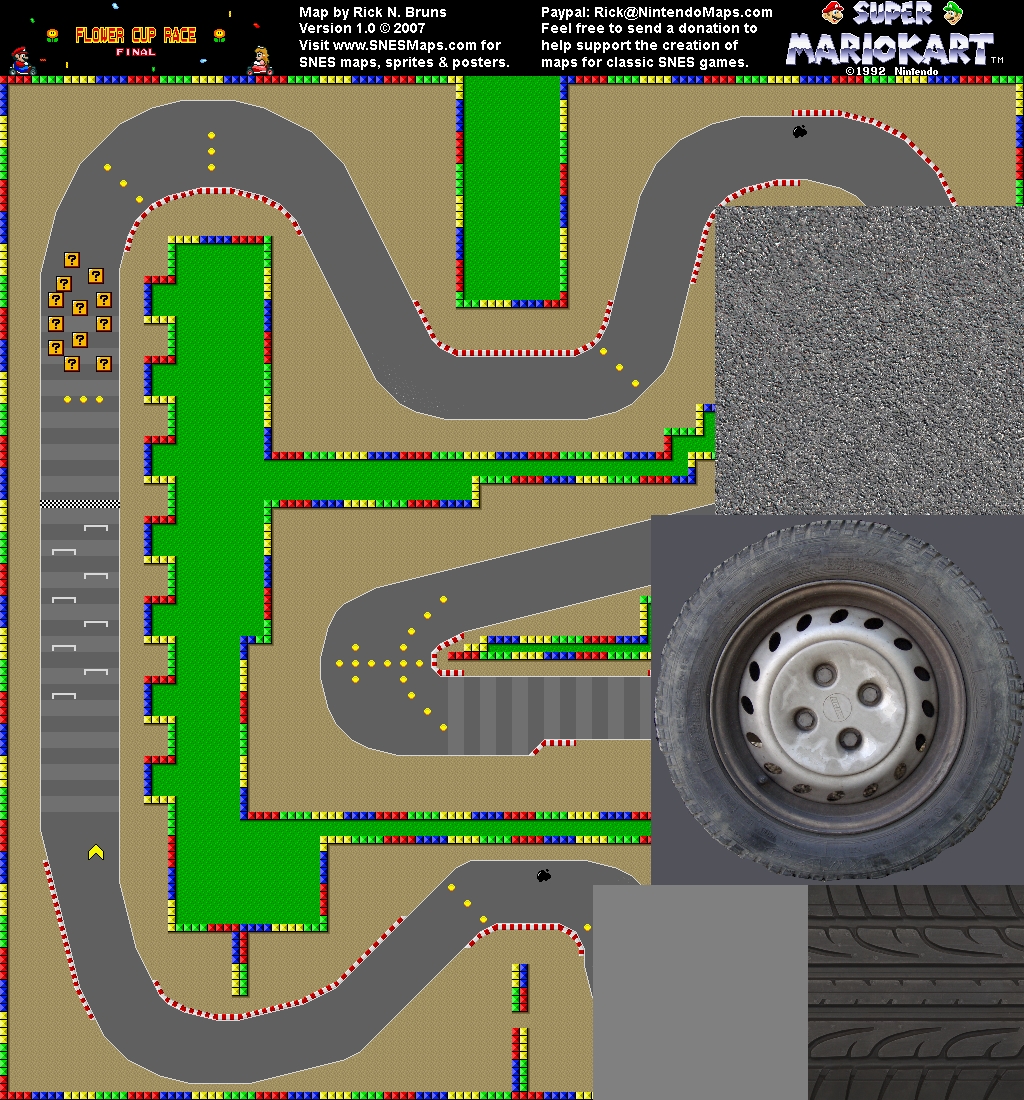 FLOWER CUP RACE
FINAL
Map by Rick N. Bruns
Version 1.0 © 2007
Visit www.SNESMaps.com for
SNES maps, sprites & posters.
Paypal: Rick@NintendoMaps.com
Feel free to send a donation to
help support the creation of
maps for classic SNES games.
SUPER
MARIOKART™
©1992 Nintendo
? 
?
?
?
?
?
?
?
?
?
?
?